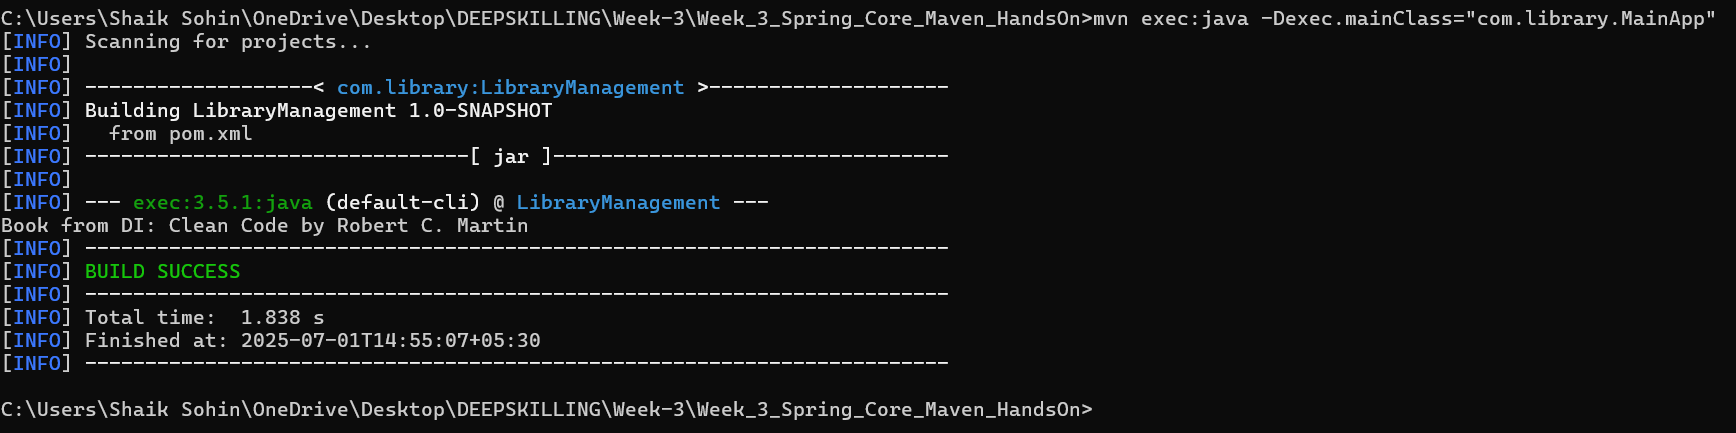 C:\Users\Shaik Sohin\OneDrive\Desktop\DEEPSKILLING\Week-3\Week_3_Spring_Core_Maven_HandsOn>mvn exec:java -Dexec.mainClass="com.library.MainApp"
[INFO] Scanning for projects...
[INFO]
[INFO] -------------------< com.library:LibraryManagement >--------------------
[INFO] Building LibraryManagement 1.0-SNAPSHOT
[INFO]   from pom.xml
[INFO] --------------------------------[ jar ]---------------------------------
[INFO]
[INFO] --- exec:3.5.1:java (default-cli) @ LibraryManagement ---
Book from DI: Clean Code by Robert C. Martin
[INFO] ------------------------------------------------------------------------
[INFO] BUILD SUCCESS
[INFO] ------------------------------------------------------------------------
[INFO] Total time:  1.838 s
[INFO] Finished at: 2025-07-01T14:55:07+05:30
[INFO] ------------------------------------------------------------------------
C:\Users\Shaik Sohin\OneDrive\Desktop\DEEPSKILLING\Week-3\Week_3_Spring_Core_Maven_HandsOn>